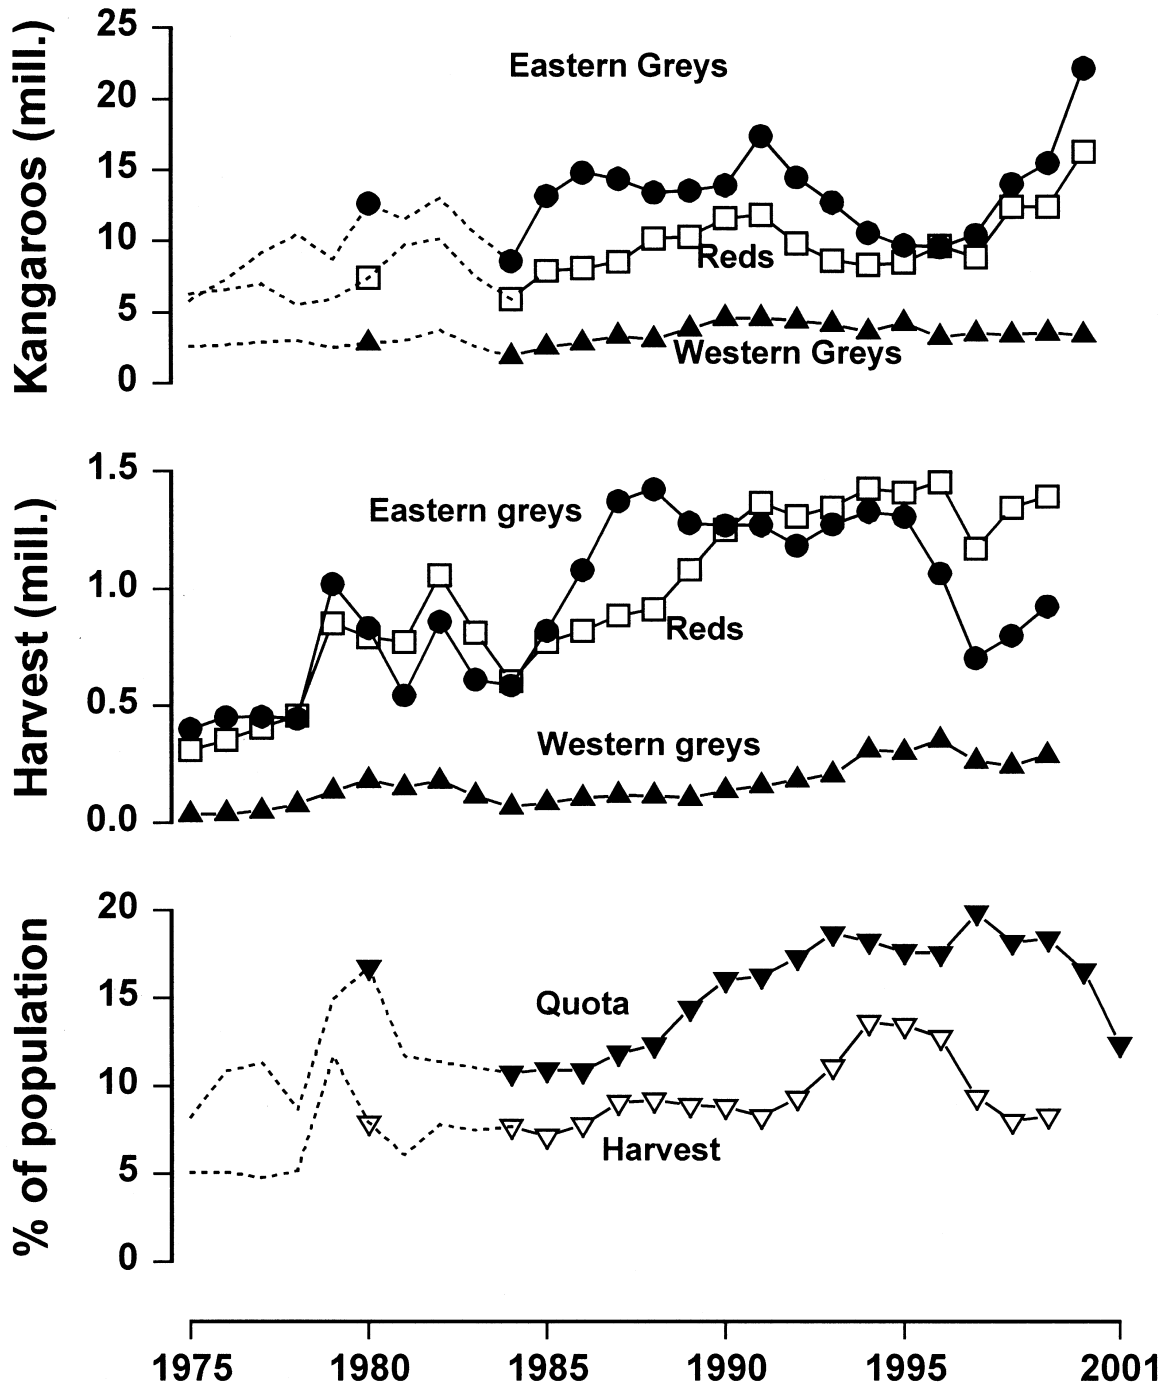 Kangaroos (mill.)
25
20
15
10
5
0
Eastern Greys
Reds
Western Greys
Harvest (mill.)
1.5
1.0
0.5
0.0
Eastern greys
Reds
Western greys
% of population
20
15
10
5
0
Quota
Harvest
1975 1980 1985 1990 1995 2001